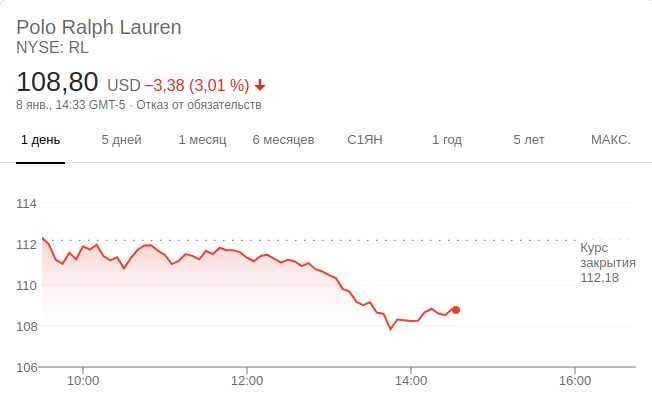 Polo Ralph Lauren
NYSE: RL
108,80 USD −3,38 (3,01 %)
8 янв., 14:33 GMT-5 · Отказ от обязательств
1 день 5 дней 1 месяц 6 месяцев С1ЯН 1 год 5 лет МАКС.
114
112
Курс
закрытия
112,18
110
108
106
10:00 12:00 14:00 16:00